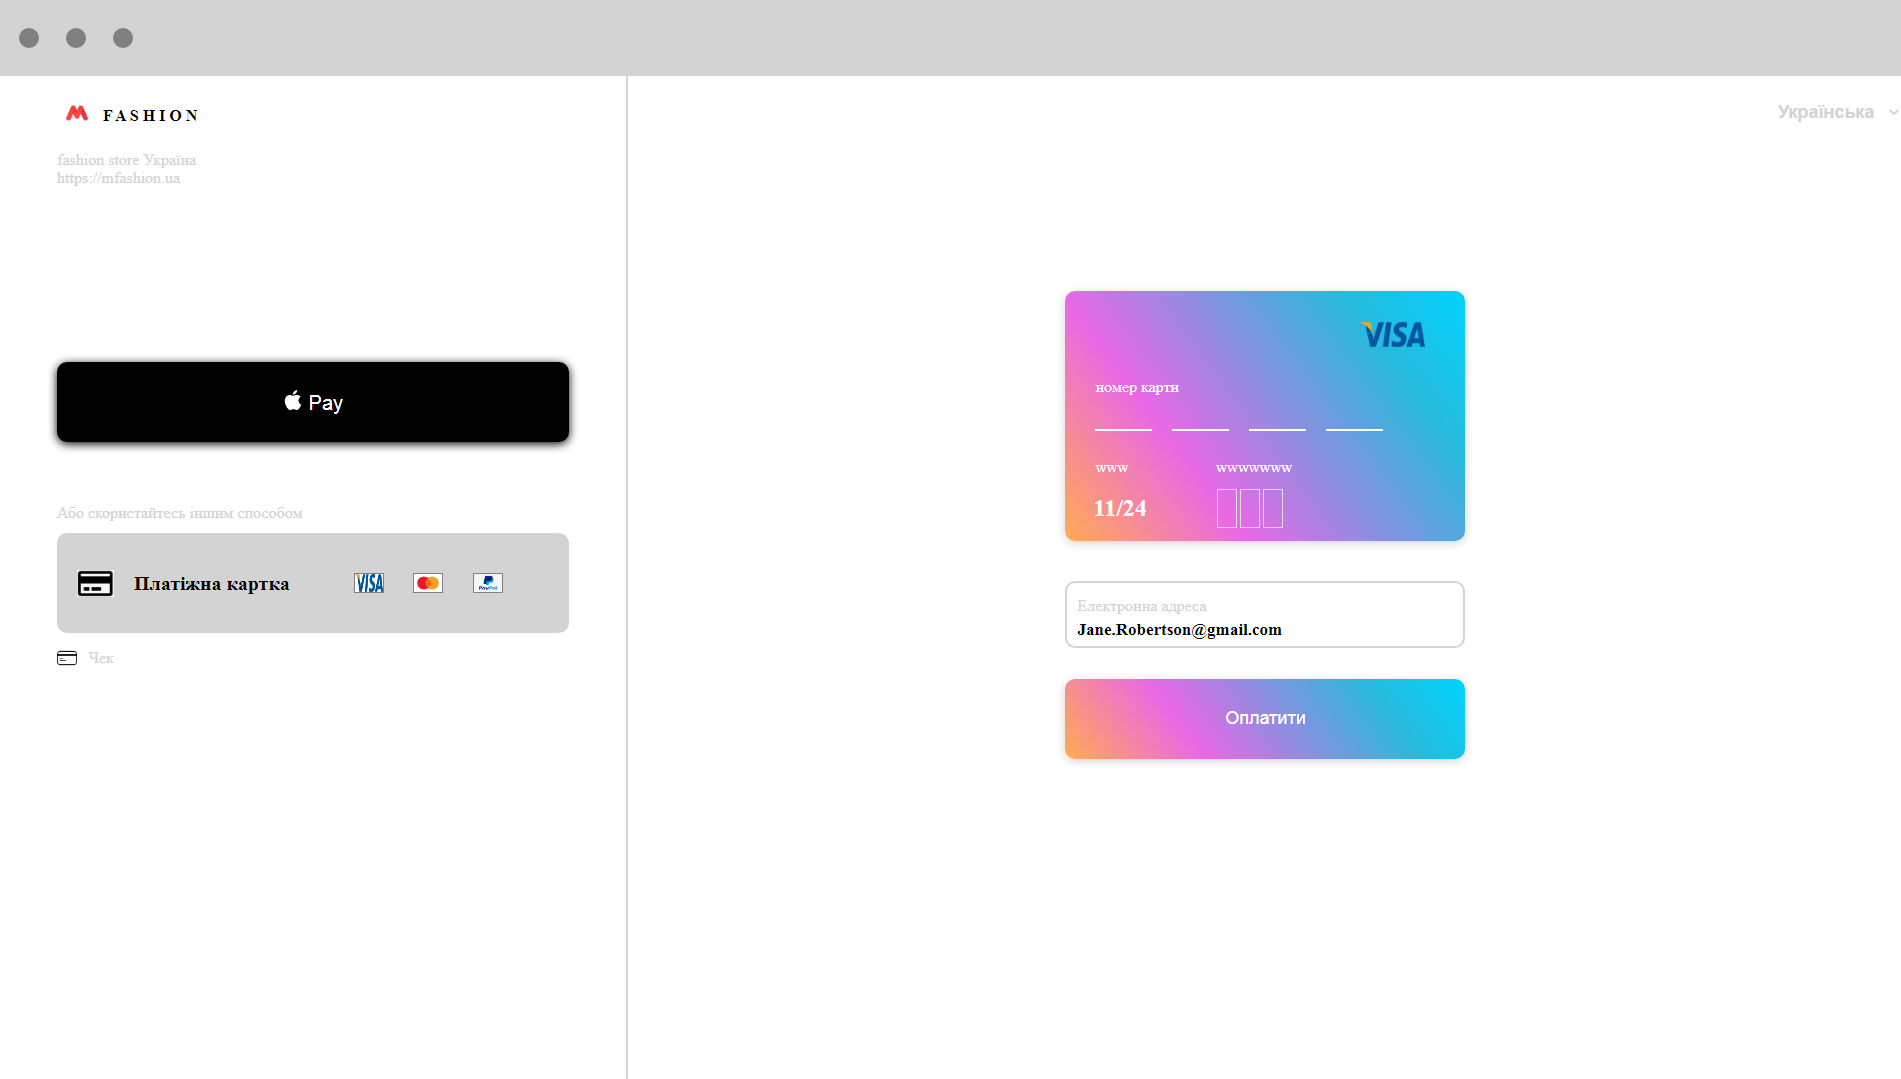 FASHION
fashion store Україна
https://mfashion.ua
Українська
Pay
Або скористайтесь іншим способом
Платіжна картка
VISA
PayPal
Чек
VISA
номер карти
www
wwwwwww
11/24
Електронна адреса
Jane.Robertson@gmail.com
Оплатити